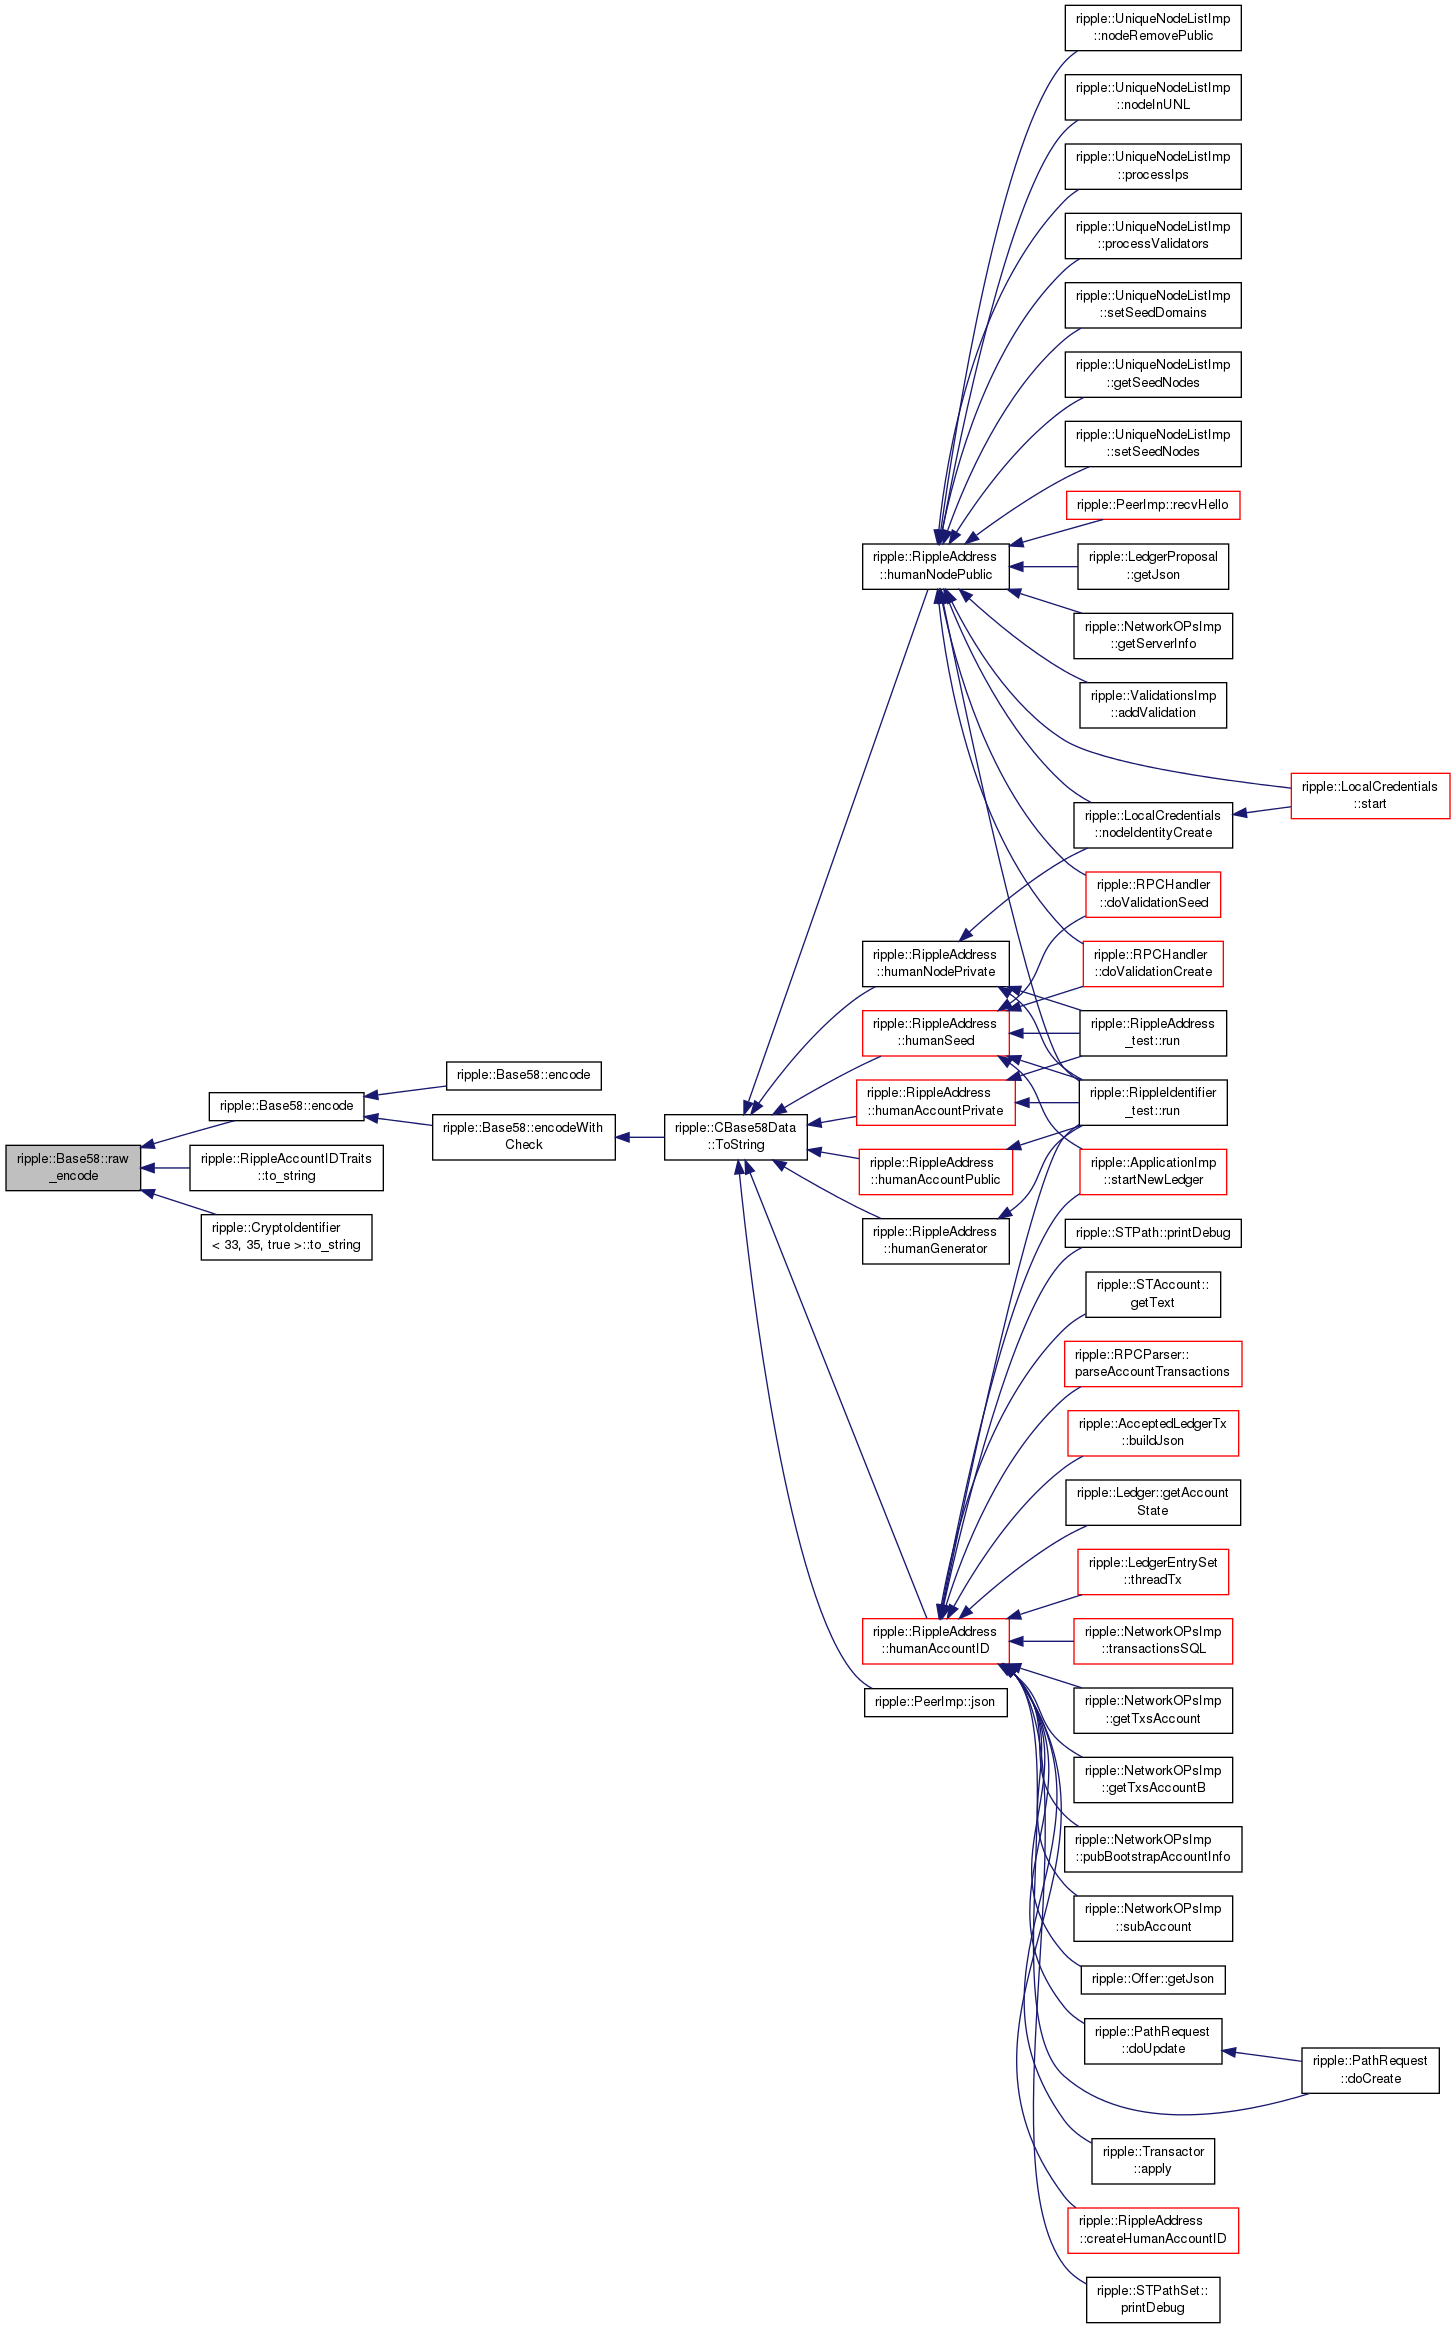 ripple::UniqueNodeListImp
::nodeRemovePublic
ripple::UniqueNodeListImp
::nodeInUNL
ripple::UniqueNodeListImp
::processIps
ripple::UniqueNodeListImp
::processValidators
ripple::UniqueNodeListImp
::setSeedDomains
ripple::UniqueNodeListImp
::getSeedNodes
ripple::UniqueNodeListImp
::setSeedNodes
ripple::PeerImp::recvHello
ripple::RippleAddress
::humanNodePublic
ripple::LedgerProposal
::getJson
ripple::NetworkOPsImp
::getServerInfo
ripple::ValidationsImp
::addValidation
ripple::LocalCredentials
::start
ripple::LocalCredentials
::nodeIdentityCreate
ripple::RPCHandler
::doValidationSeed
ripple::RippleAddress
::humanNodePrivate
ripple::RPCHandler
::doValidationCreate
ripple::RippleAddress
::humanSeed
ripple::RippleAddress
_test::run
ripple::Base58::encode
ripple::Base58::encode
ripple::RippleAddress
::humanAccountPrivate
ripple::RippleIdentifier
_test::run
ripple::Base58::encodeWith
Check
ripple::CBase58Data
::ToString
ripple::Base58::raw
_encode
ripple::RippleAccountIDTraits
::to_string
ripple::RippleAddress
::humanAccountPublic
ripple::ApplicationImp
::startNewLedger
ripple::CryptoIdentifier
< 33, 35, true >::to_string
ripple::RippleAddress
::humanGenerator
ripple::STPath::printDebug
ripple::STAccount::
getText
ripple::RPCParser::
parseAccountTransactions
ripple::AcceptedLedgerTx
::buildJson
ripple::Ledger::getAccount
State
ripple::LedgerEntrySet
::threadTx
ripple::RippleAddress
::humanAccountID
ripple::NetworkOPsImp
::transactionsSQL
ripple::PeerImp::json
ripple::NetworkOPsImp
::getTxsAccount
ripple::NetworkOPsImp
::getTxsAccountB
ripple::NetworkOPsImp
::pubBootstrapAccountInfo
ripple::NetworkOPsImp
::subAccount
ripple::Offer::getJson
ripple::PathRequest
::doUpdate
ripple::PathRequest
::doCreate
ripple::Transactor
::apply
ripple::RippleAddress
::createHumanAccountID
ripple::STPathSet::
printDebug